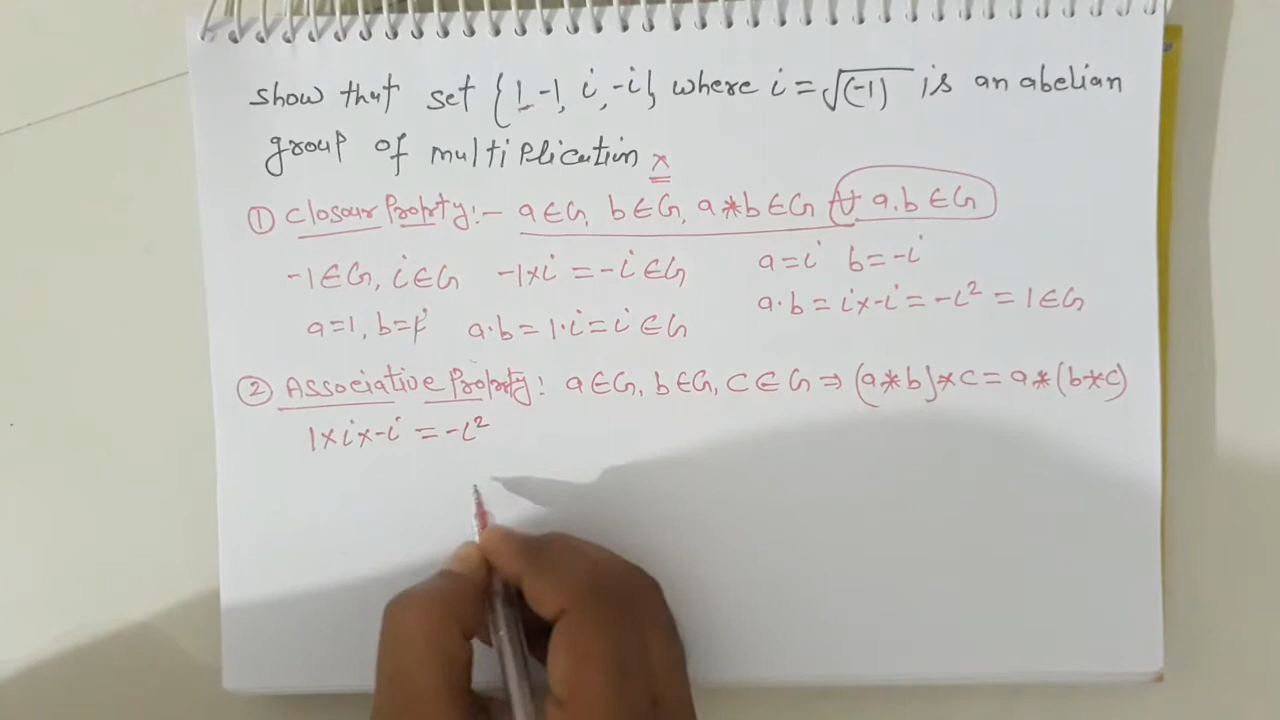 show that set {1, -1, i, -i} where i = √(-1) is an abelian
group of multiplication ×
① Closour Proprty:- a∈G, b∈G, a*b∈G ∀ a.b∈G
-1∈G, i∈G -1×i = -i∈G a=i b=-i
a=1, b=i a.b = 1.i = i∈G a.b = i×-i = -i² = 1∈G
② Associative Proprty: a∈G, b∈G, c∈G ⇒ (a*b)*c = a*(b*c)
1×i×-i = -i²